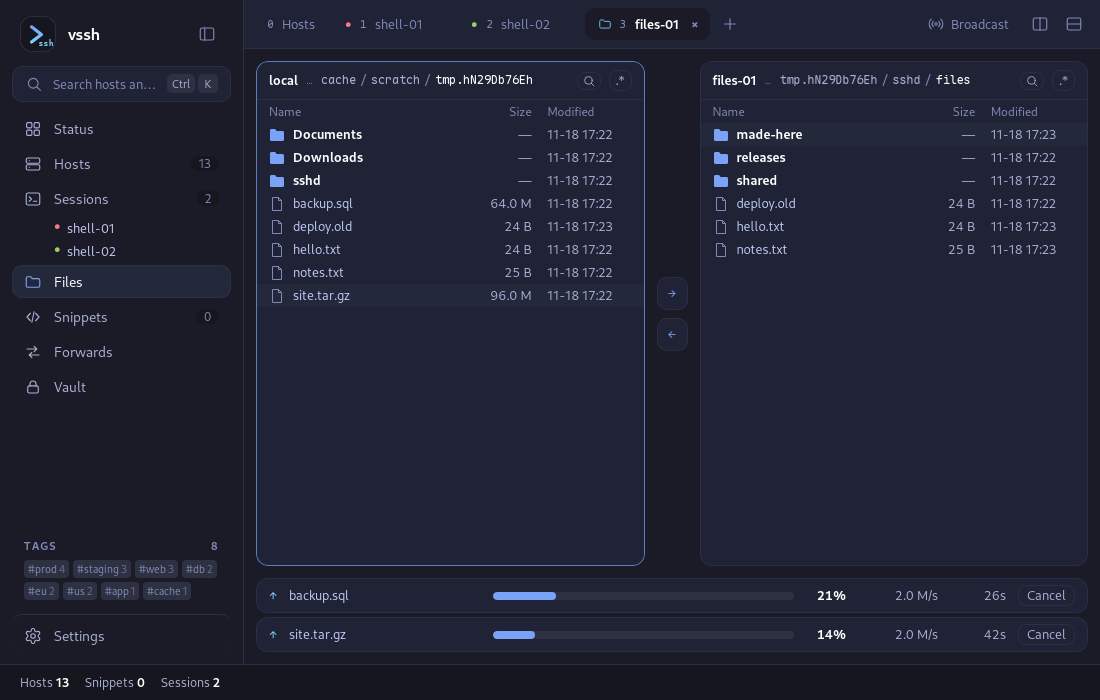 ssh
vssh
Search hosts an… Ctrl K
Status
Hosts 13
Sessions 2
shell-01
shell-02
Files
Snippets 0
Forwards
Vault
TAGS 8
#prod 4 #staging 3 #web 3 #db 2
#eu 2 #us 2 #app 1 #cache 1
Settings
0 Hosts 1 shell-01 2 shell-02 3 files-01 × +
Broadcast
local … cache / scratch / tmp.hN29Db76Eh .*
Name Size Modified
Documents — 11-18 17:22
Downloads — 11-18 17:22
sshd — 11-18 17:22
backup.sql 64.0 M 11-18 17:22
deploy.old 24 B 11-18 17:23
hello.txt 24 B 11-18 17:22
notes.txt 25 B 11-18 17:22
site.tar.gz 96.0 M 11-18 17:22
→
←
files-01 … tmp.hN29Db76Eh / sshd / files .*
Name Size Modified
made-here — 11-18 17:23
releases — 11-18 17:22
shared — 11-18 17:22
deploy.old 24 B 11-18 17:22
hello.txt 24 B 11-18 17:23
notes.txt 25 B 11-18 17:23
↑ backup.sql 21% 2.0 M/s 26s Cancel
↑ site.tar.gz 14% 2.0 M/s 42s Cancel
Hosts 13 Snippets 0 Sessions 2